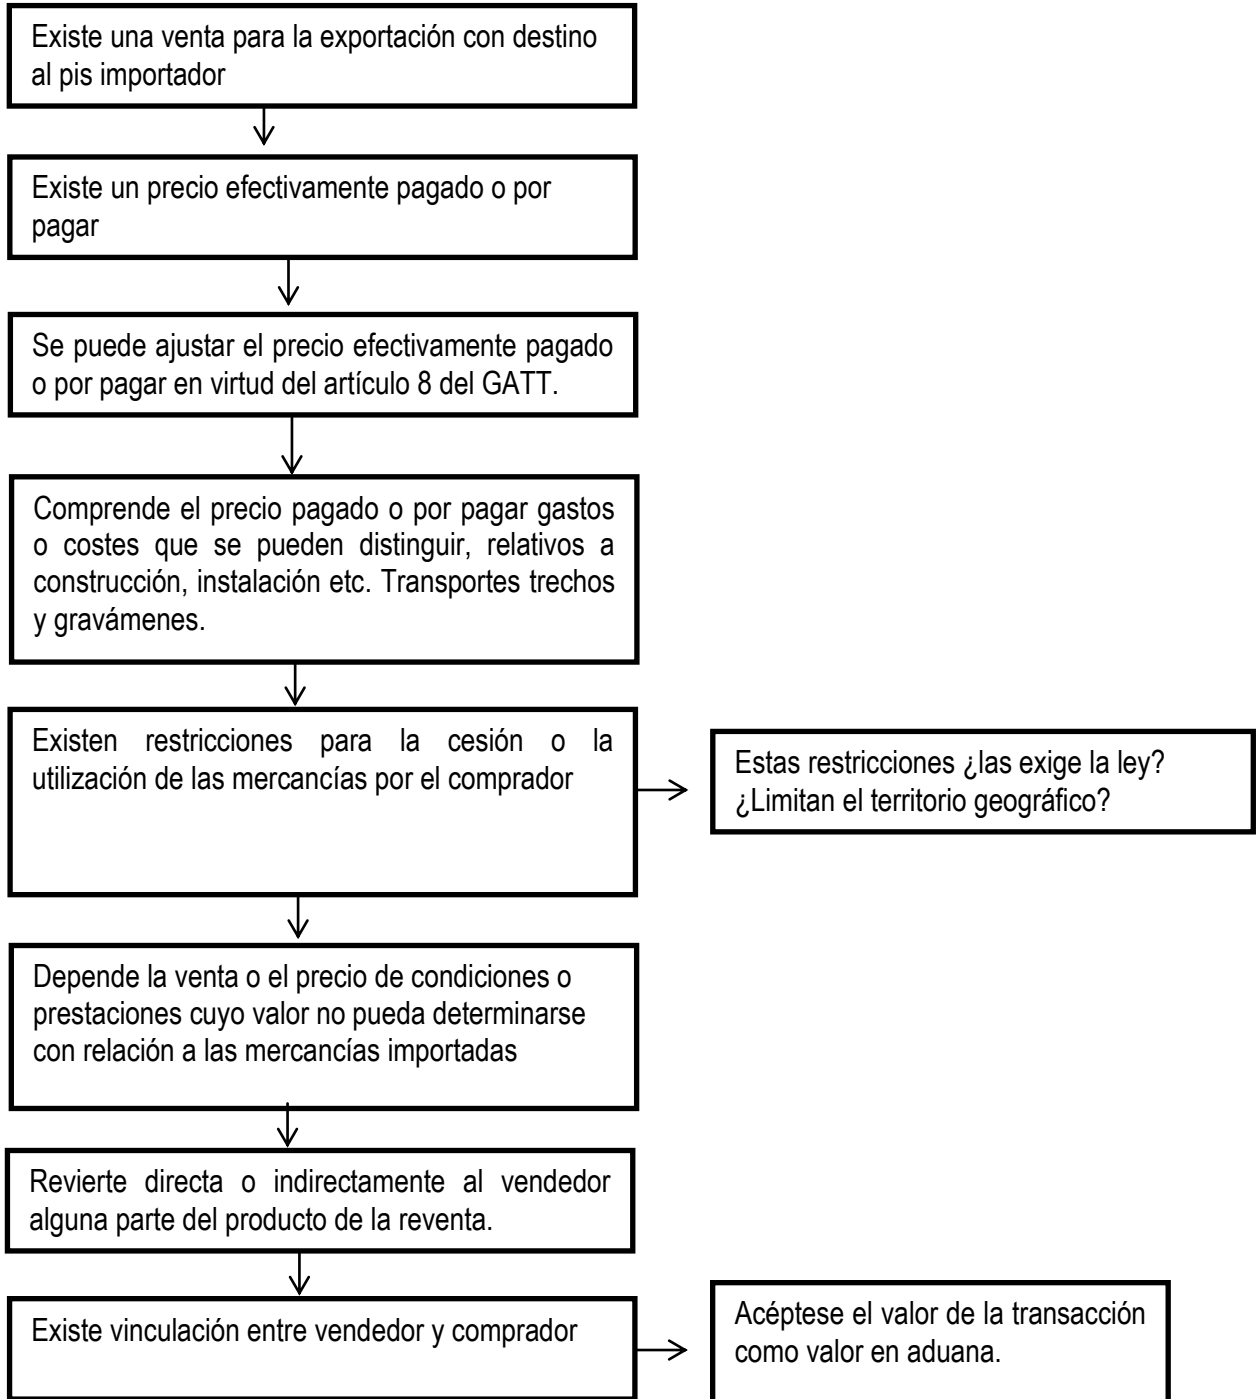 Existe una venta para la exportación con destino
al pis importador
Existe un precio efectivamente pagado o por
pagar
Se puede ajustar el precio efectivamente pagado
o por pagar en virtud del artículo 8 del GATT.
Comprende el precio pagado o por pagar gastos
o costes que se pueden distinguir, relativos a
construcción, instalación etc. Transportes trechos
y gravámenes.
Existen restricciones para la cesión o la
utilización de las mercancías por el comprador
Estas restricciones ¿las exige la ley?
¿Limitan el territorio geográfico?
Depende la venta o el precio de condiciones o
prestaciones cuyo valor no pueda determinarse
con relación a las mercancías importadas
Revierte directa o indirectamente al vendedor
alguna parte del producto de la reventa.
Existe vinculación entre vendedor y comprador
Acéptese el valor de la transacción
como valor en aduana.